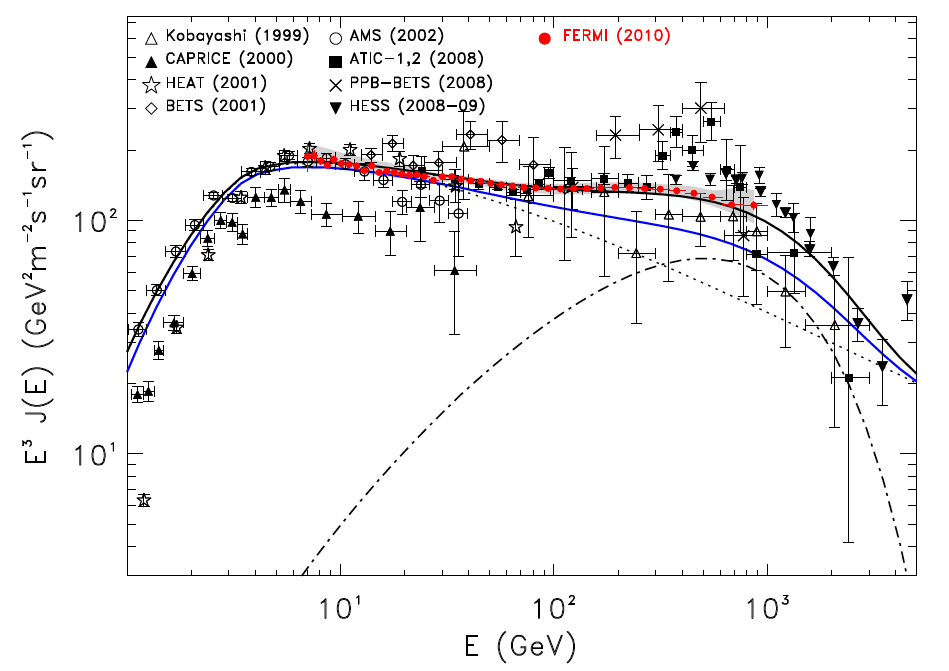 Kobayashi (1999)
CAPRICE (2000)
HEAT (2001)
BETS (2001)
AMS (2002)
ATIC-1,2 (2008)
PPB-BETS (2008)
HESS (2008-09)
FERMI (2010)
E³ J(E) (GeV²m⁻²s⁻¹sr⁻¹)
10²
10¹
10¹
10²
10³
E (GeV)